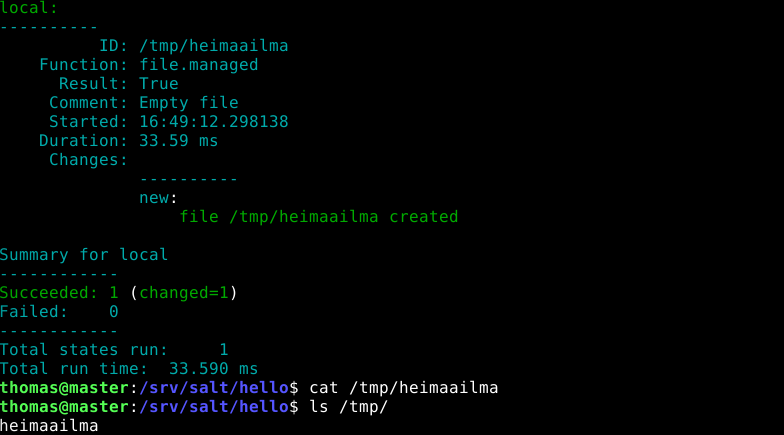 local:
----------
          ID: /tmp/heimaailma
    Function: file.managed
      Result: True
     Comment: Empty file
     Started: 16:49:12.298138
    Duration: 33.59 ms
     Changes:
              ----------
              new:
                  file /tmp/heimaailma created

Summary for local
------------
Succeeded: 1 (changed=1)
Failed:    0
------------
Total states run:     1
Total run time:  33.590 ms
thomas@master:/srv/salt/hello$ cat /tmp/heimaailma
thomas@master:/srv/salt/hello$ ls /tmp/
heimaailma